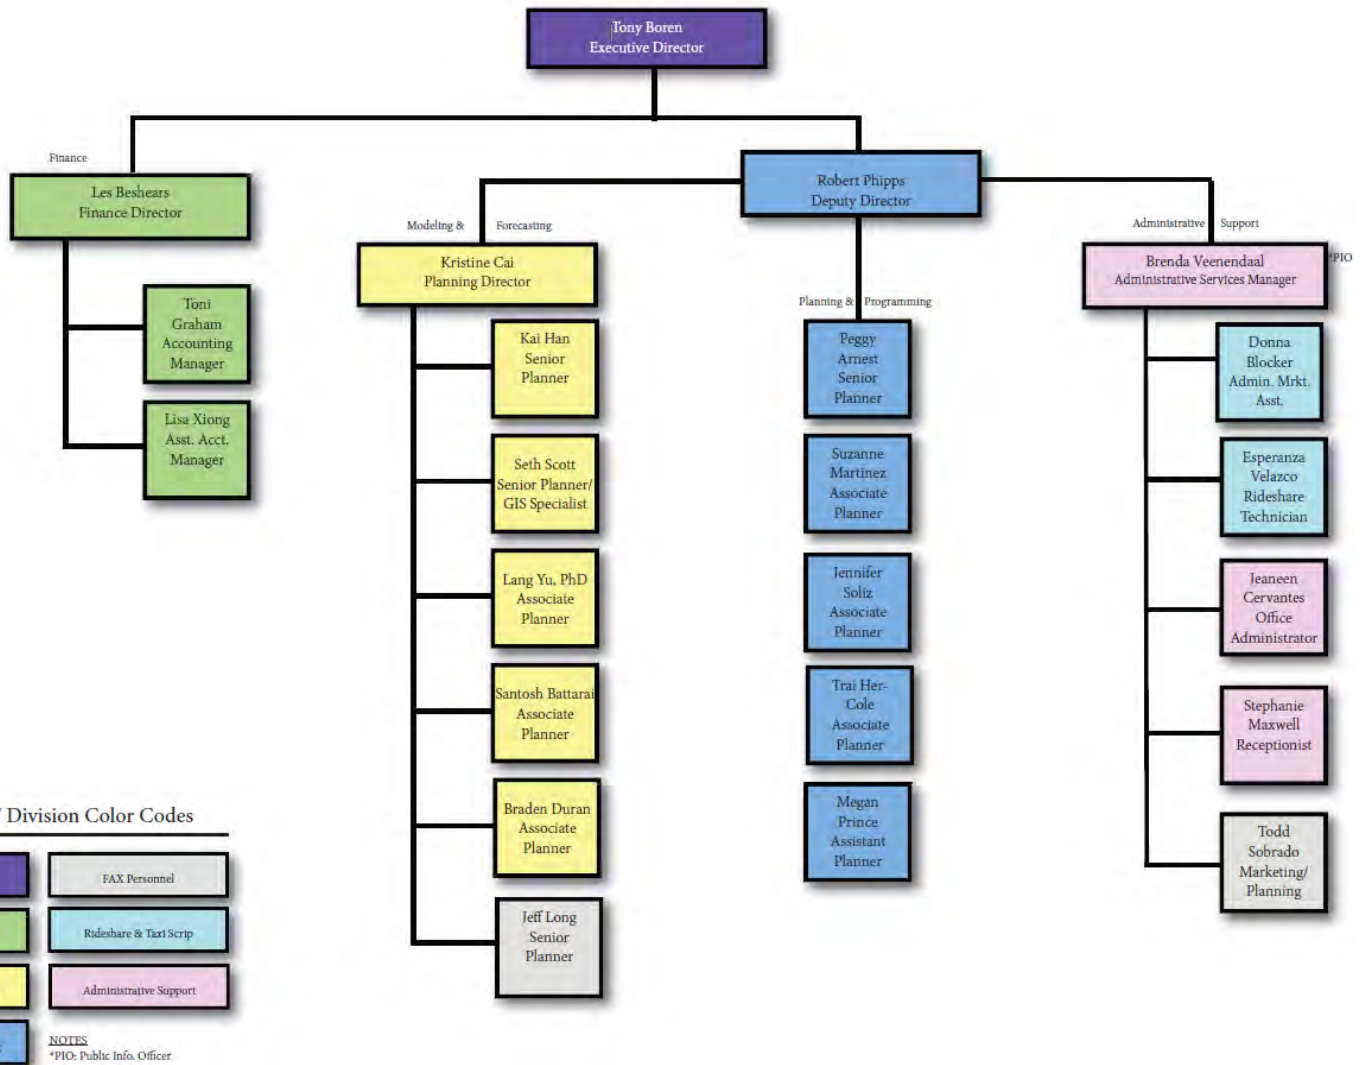 Tony Boren
Executive Director
Finance
Les Beshears
Finance Director
Toni
Graham
Accounting
Manager
Lisa Xiong
Asst. Acct.
Manager
Robert Phipps
Deputy Director
Modeling & Forecasting
Kristine Cai
Planning Director
Kai Han
Senior
Planner
Seth Scott
Senior Planner/
GIS Specialist
Lang Yu, PhD
Associate
Planner
Santosh Battarai
Associate
Planner
Braden Duran
Associate
Planner
Jeff Long
Senior
Planner
Planning & Programming
Peggy
Arnest
Senior
Planner
Suzanne
Martinez
Associate
Planner
Jennifer
Soliz
Associate
Planner
Trai Her-
Cole
Associate
Planner
Megan
Prince
Assistant
Planner
Administrative Support
Brenda Veenendaal
Administrative Services Manager
*PIO
Donna
Blocker
Admin. Mrkt.
Asst.
Esperanza
Velazco
Rideshare
Technician
Jeaneen
Cervantes
Office
Administrator
Stephanie
Maxwell
Receptionist
Todd
Sobrado
Marketing/
Planning
Division Color Codes
FAX Personnel
Rideshare & Taxi Scrip
Administrative Support
NOTES
*PIO: Public Info. Officer